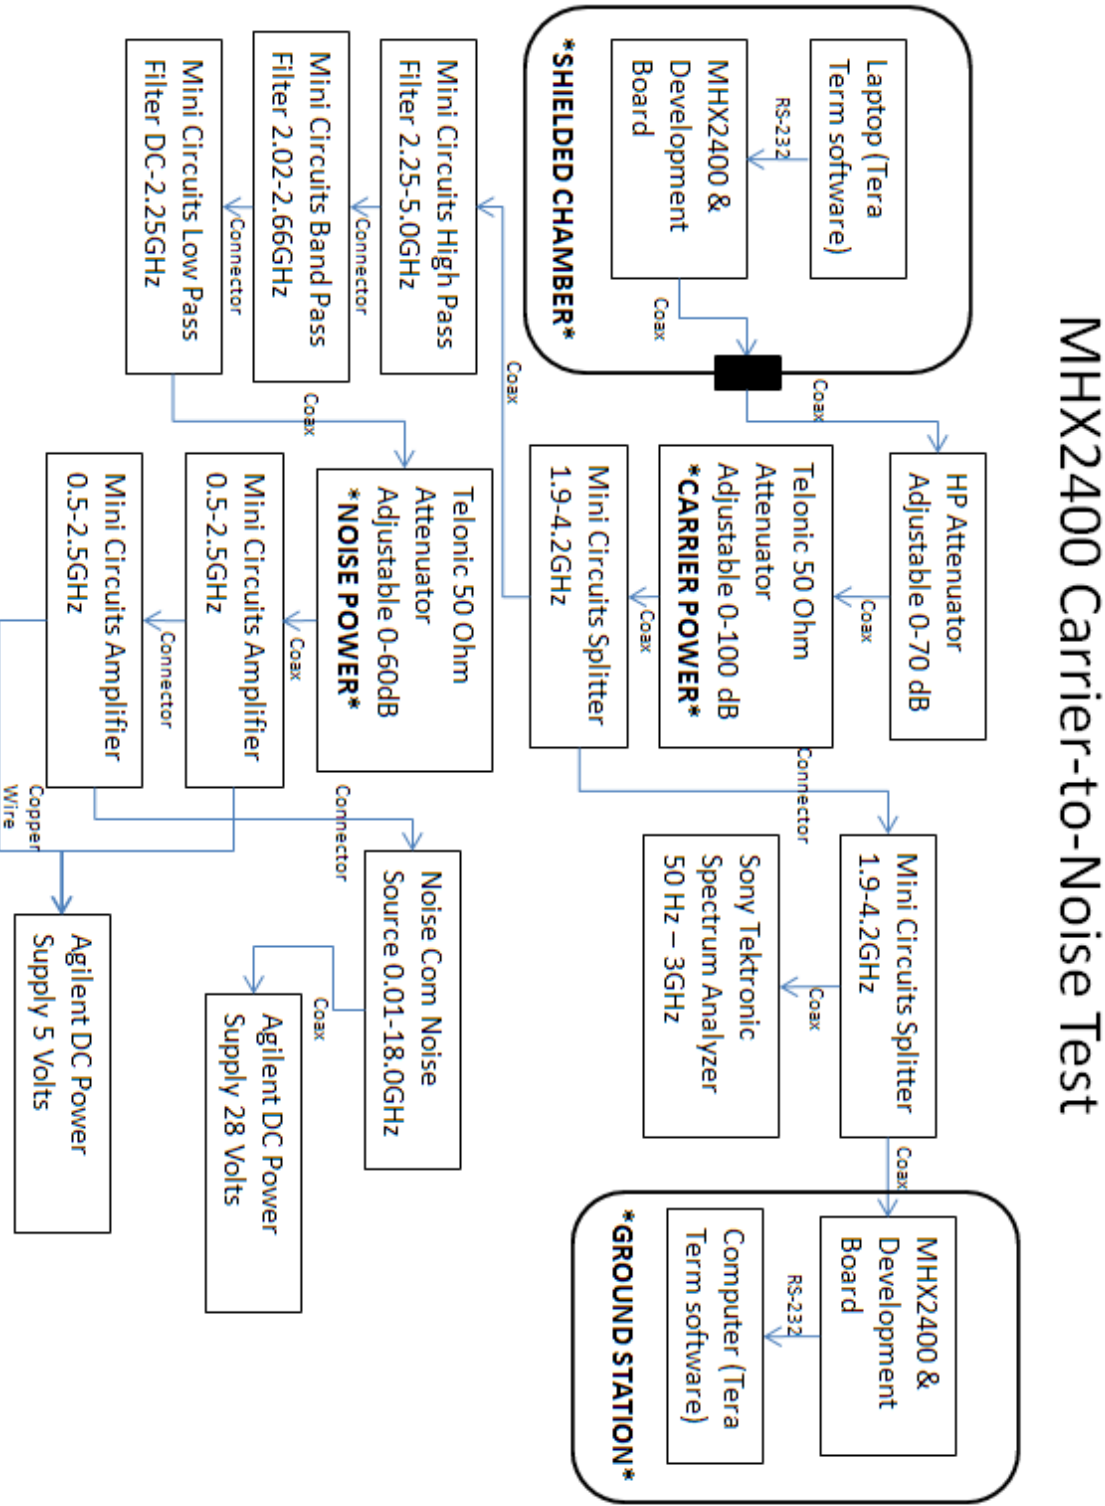 MHX2400 Carrier-to-Noise Test
Laptop (Tera
Term software)
RS-232
MHX2400 &
Development
Board
*SHIELDED CHAMBER*
Coax
Coax
HP Attenuator
Adjustable 0-70 dB
Coax
Telonic 50 Ohm
Attenuator
Adjustable 0-100 dB
*CARRIER POWER*
Coax
Mini Circuits Splitter
1.9-4.2GHz
Connector
Mini Circuits Splitter
1.9-4.2GHz
Coax
Sony Tektronic
Spectrum Analyzer
50 Hz – 3GHz
Coax
MHX2400 &
Development
Board
RS-232
Computer (Tera
Term software)
*GROUND STATION*
Coax
Mini Circuits High Pass
Filter 2.25-5.0GHz
Connector
Mini Circuits Band Pass
Filter 2.02-2.66GHz
Connector
Mini Circuits Low Pass
Filter DC-2.25GHz
Coax
Telonic 50 Ohm
Attenuator
Adjustable 0-60dB
*NOISE POWER*
Coax
Mini Circuits Amplifier
0.5-2.5GHz
Connector
Mini Circuits Amplifier
0.5-2.5GHz
Connector
Noise Com Noise
Source 0.01-18.0GHz
Coax
Agilent DC Power
Supply 28 Volts
Copper
Wire
Agilent DC Power
Supply 5 Volts